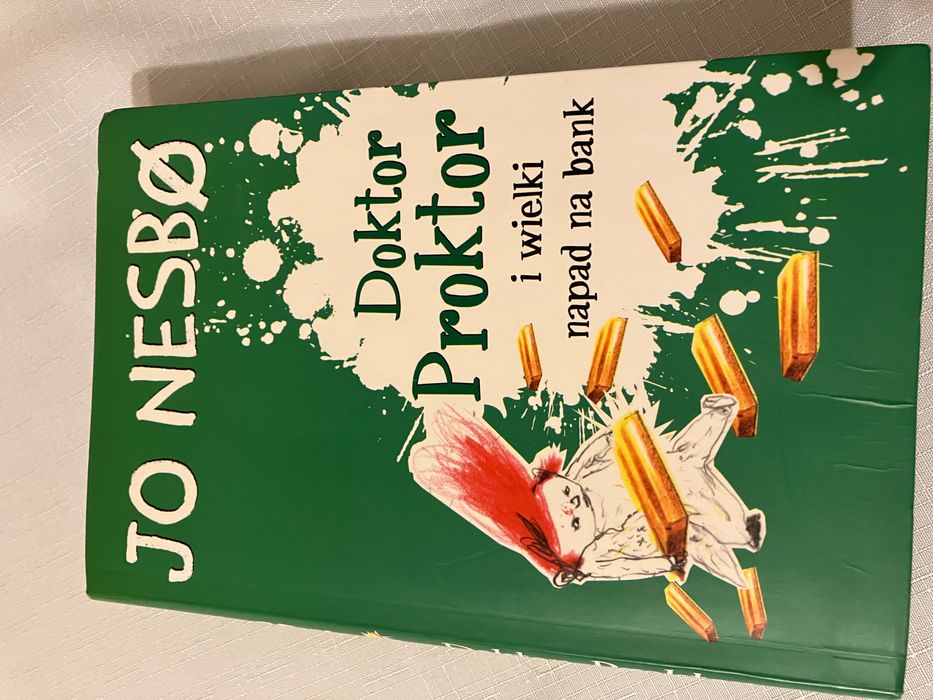 JO NESBØ
Doktor
Proktor
i wielki
napad na bank